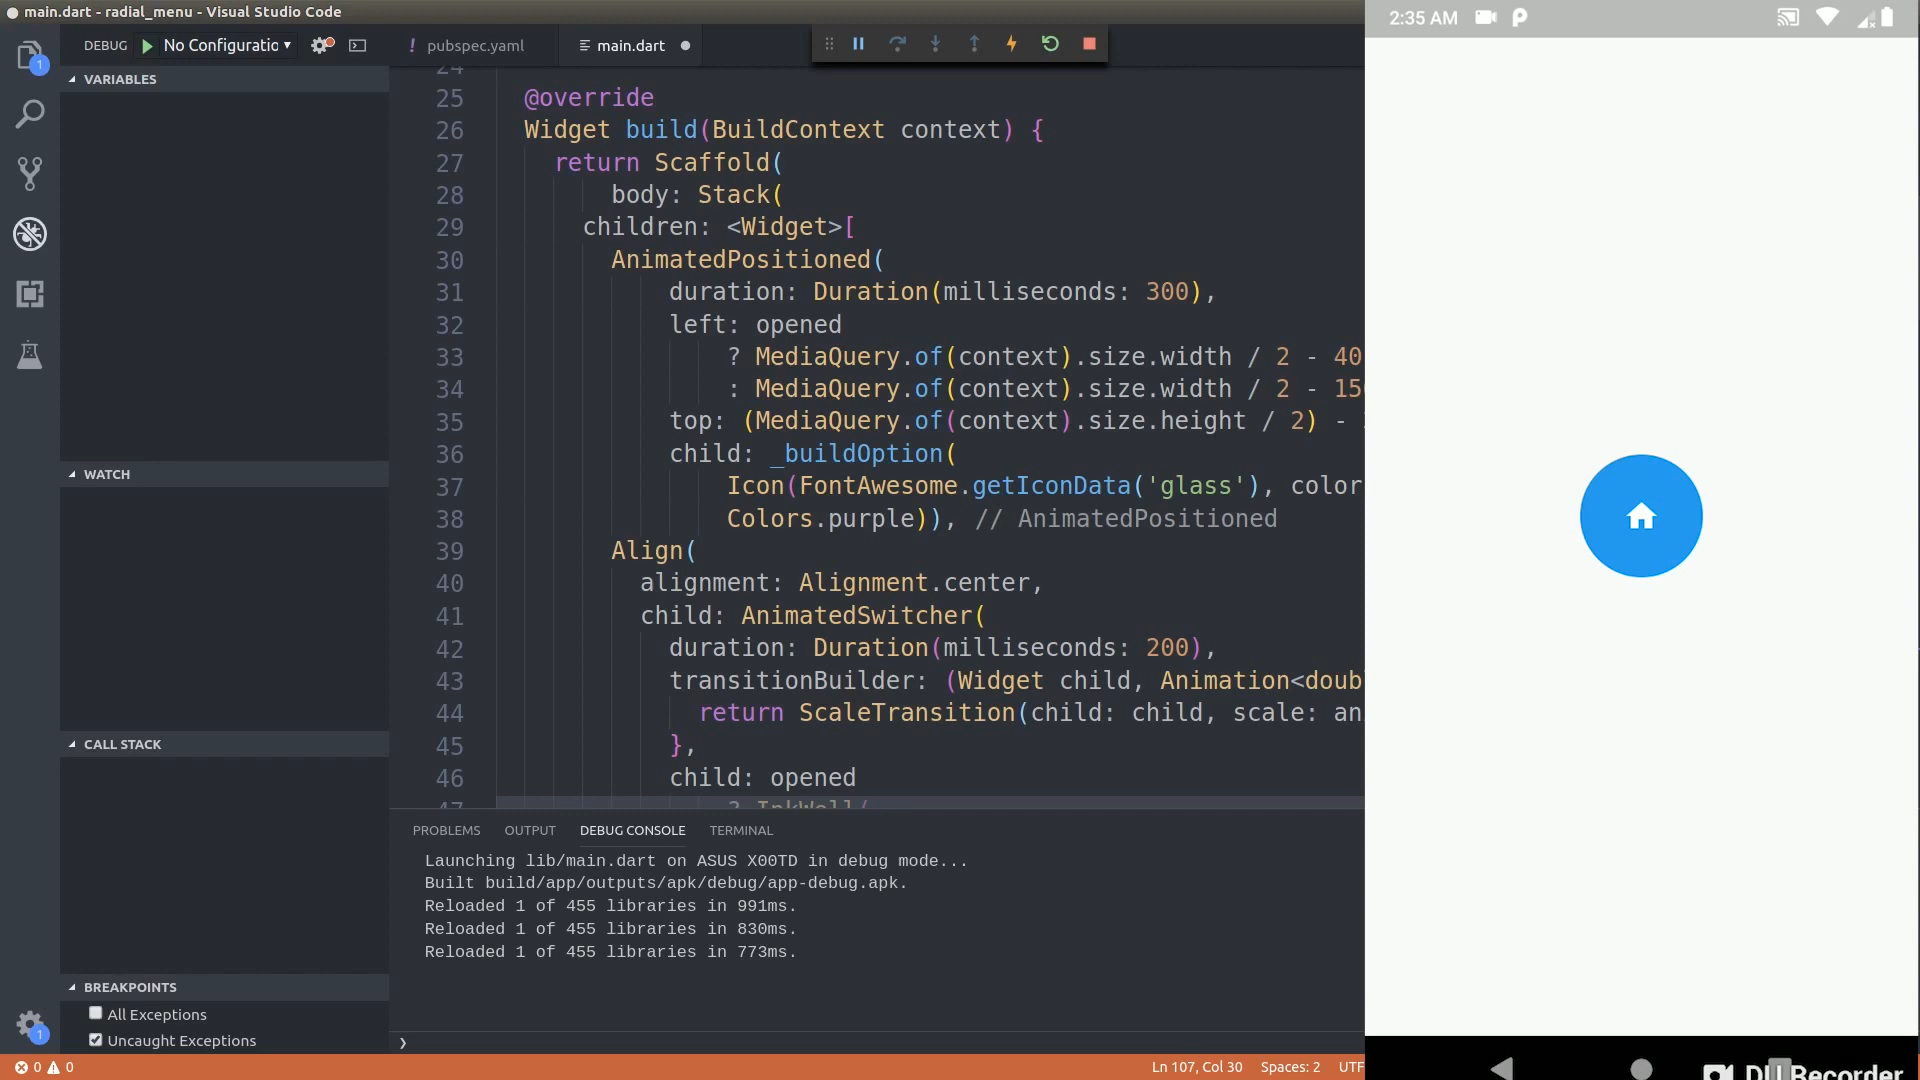 main.dart - radial_menu - Visual Studio Code
DEBUG No Configuratio
pubspec.yaml
main.dart
VARIABLES
WATCH
CALL STACK
BREAKPOINTS
All Exceptions
Uncaught Exceptions
24
25 @override
26 Widget build(BuildContext context) {
27 return Scaffold(
28 body: Stack(
29 children: <Widget>[
30 AnimatedPositioned(
31 duration: Duration(milliseconds: 300),
32 left: opened
33 ? MediaQuery.of(context).size.width / 2 - 40
34 : MediaQuery.of(context).size.width / 2 - 15
35 top: (MediaQuery.of(context).size.height / 2) -
36 child: _buildOption(
37 Icon(FontAwesome.getIconData('glass'), color
38 Colors.purple)), // AnimatedPositioned
39 Align(
40 alignment: Alignment.center,
41 child: AnimatedSwitcher(
42 duration: Duration(milliseconds: 200),
43 transitionBuilder: (Widget child, Animation<doub
44 return ScaleTransition(child: child, scale: an
45 },
46 child: opened
47 ? InkWell(
PROBLEMS OUTPUT DEBUG CONSOLE TERMINAL
Launching lib/main.dart on ASUS X00TD in debug mode...
Built build/app/outputs/apk/debug/app-debug.apk.
Reloaded 1 of 455 libraries in 991ms.
Reloaded 1 of 455 libraries in 830ms.
Reloaded 1 of 455 libraries in 773ms.
1
1
0 0
Ln 107, Col 30 Spaces: 2 UTF
2:35 AM
DU Recorder